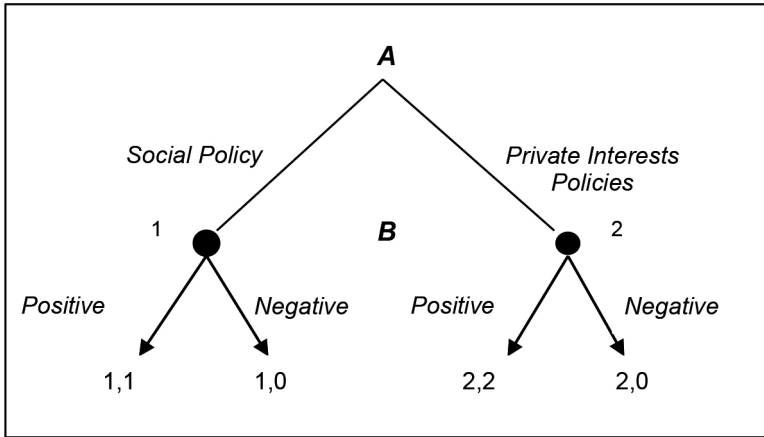 A
Social Policy
Private Interests
Policies
1
B
2
Positive
Negative
Positive
Negative
1,1
1,0
2,2
2,0